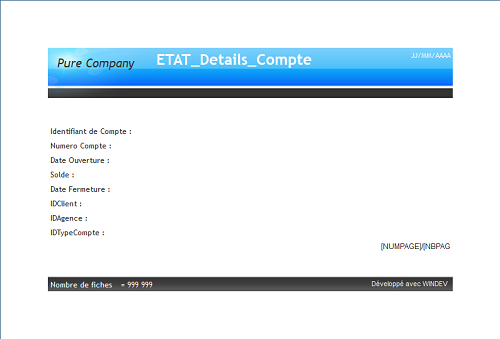 Pure Company
ETAT_Details_Compte
JJ/MM/AAAA
Identifiant de Compte :
Numero Compte :
Date Ouverture :
Solde :
Date Fermeture :
IDClient :
IDAgence :
IDTypeCompte :
[NUMPAGE]/[NBPAG
Nombre de fiches = 999 999
Développé avec WINDEV